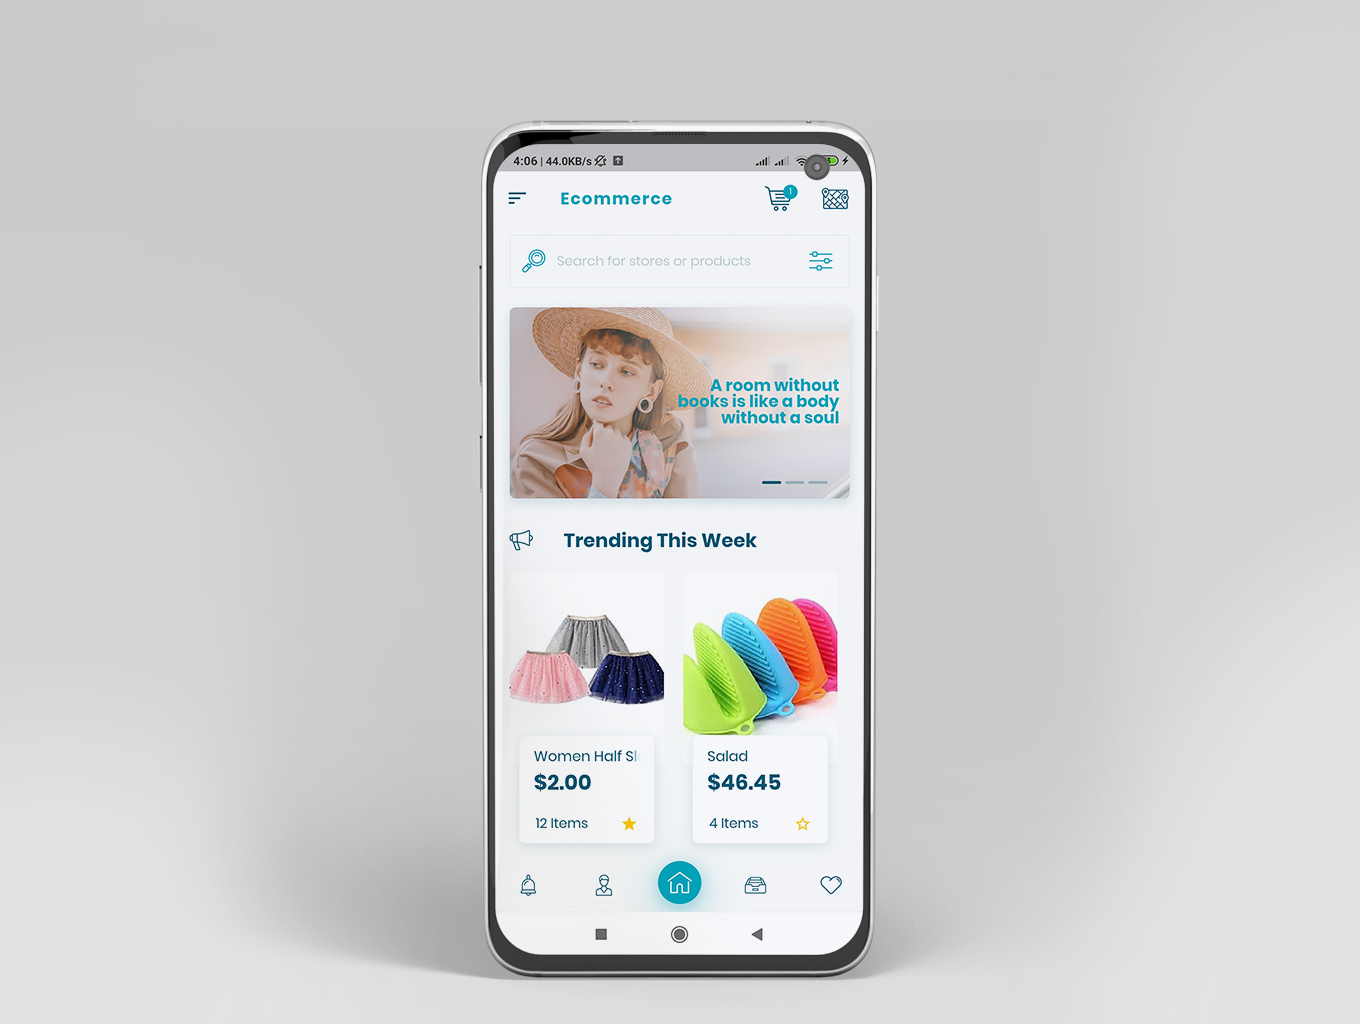 4:06 | 44.0KB/s
Ecommerce
1
Search for stores or products
A room without
books is like a body
without a soul
Trending This Week
Women Half Sl
$2.00
12 Items
Salad
$46.45
4 Items